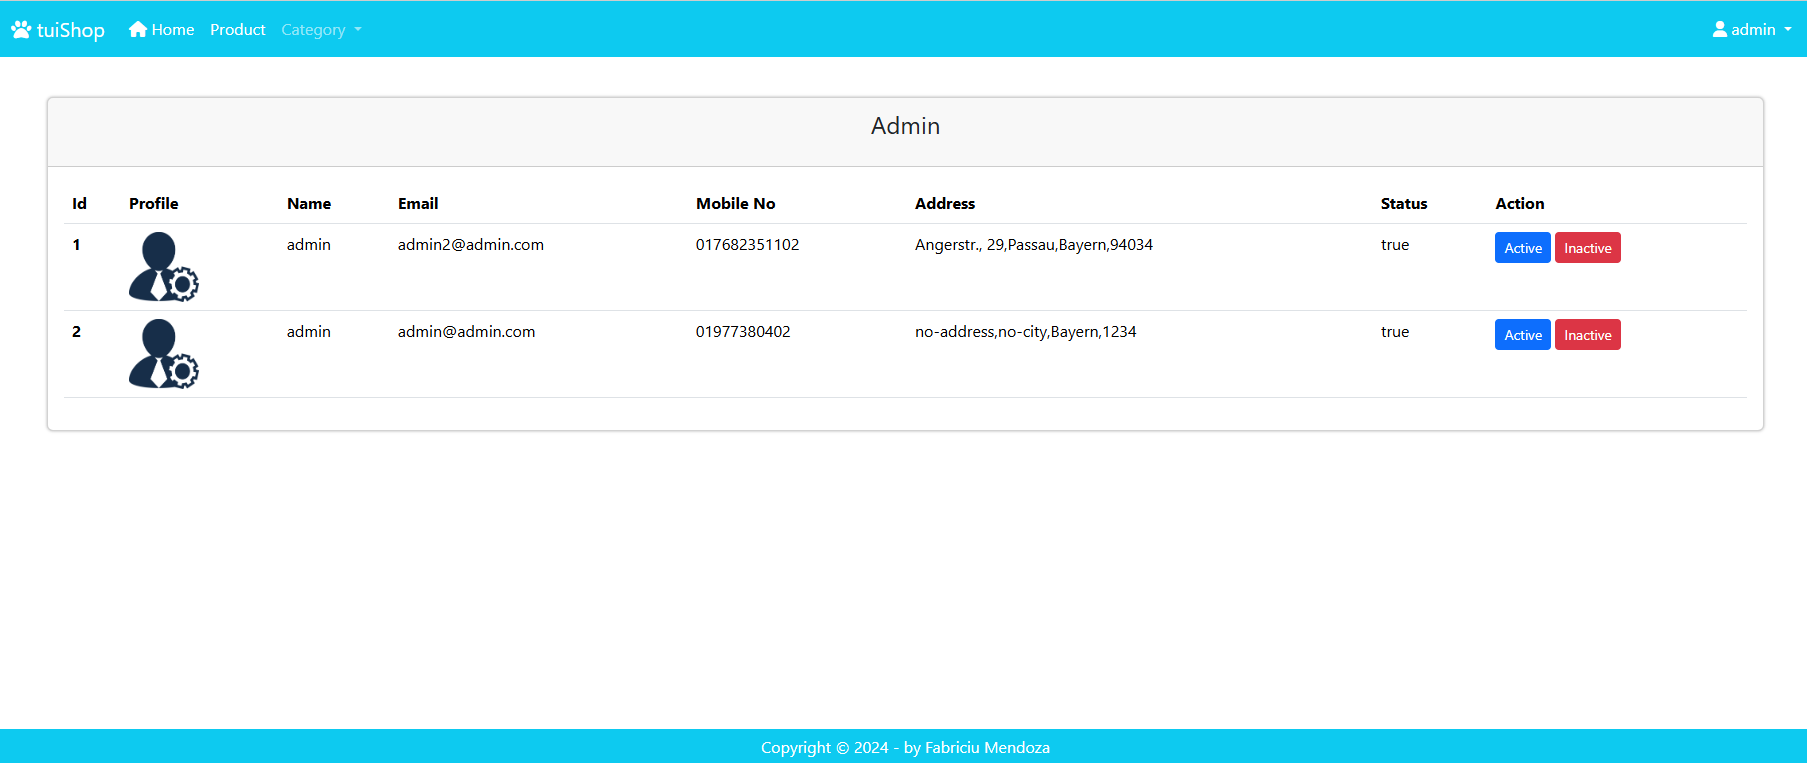 tuiShop Home Product Category admin
Admin
Id Profile Name Email Mobile No Address Status Action
1 admin admin2@admin.com 017682351102 Angerstr., 29,Passau,Bayern,94034 true Active Inactive
2 admin admin@admin.com 01977380402 no-address,no-city,Bayern,1234 true Active Inactive
Copyright © 2024 - by Fabriciu Mendoza